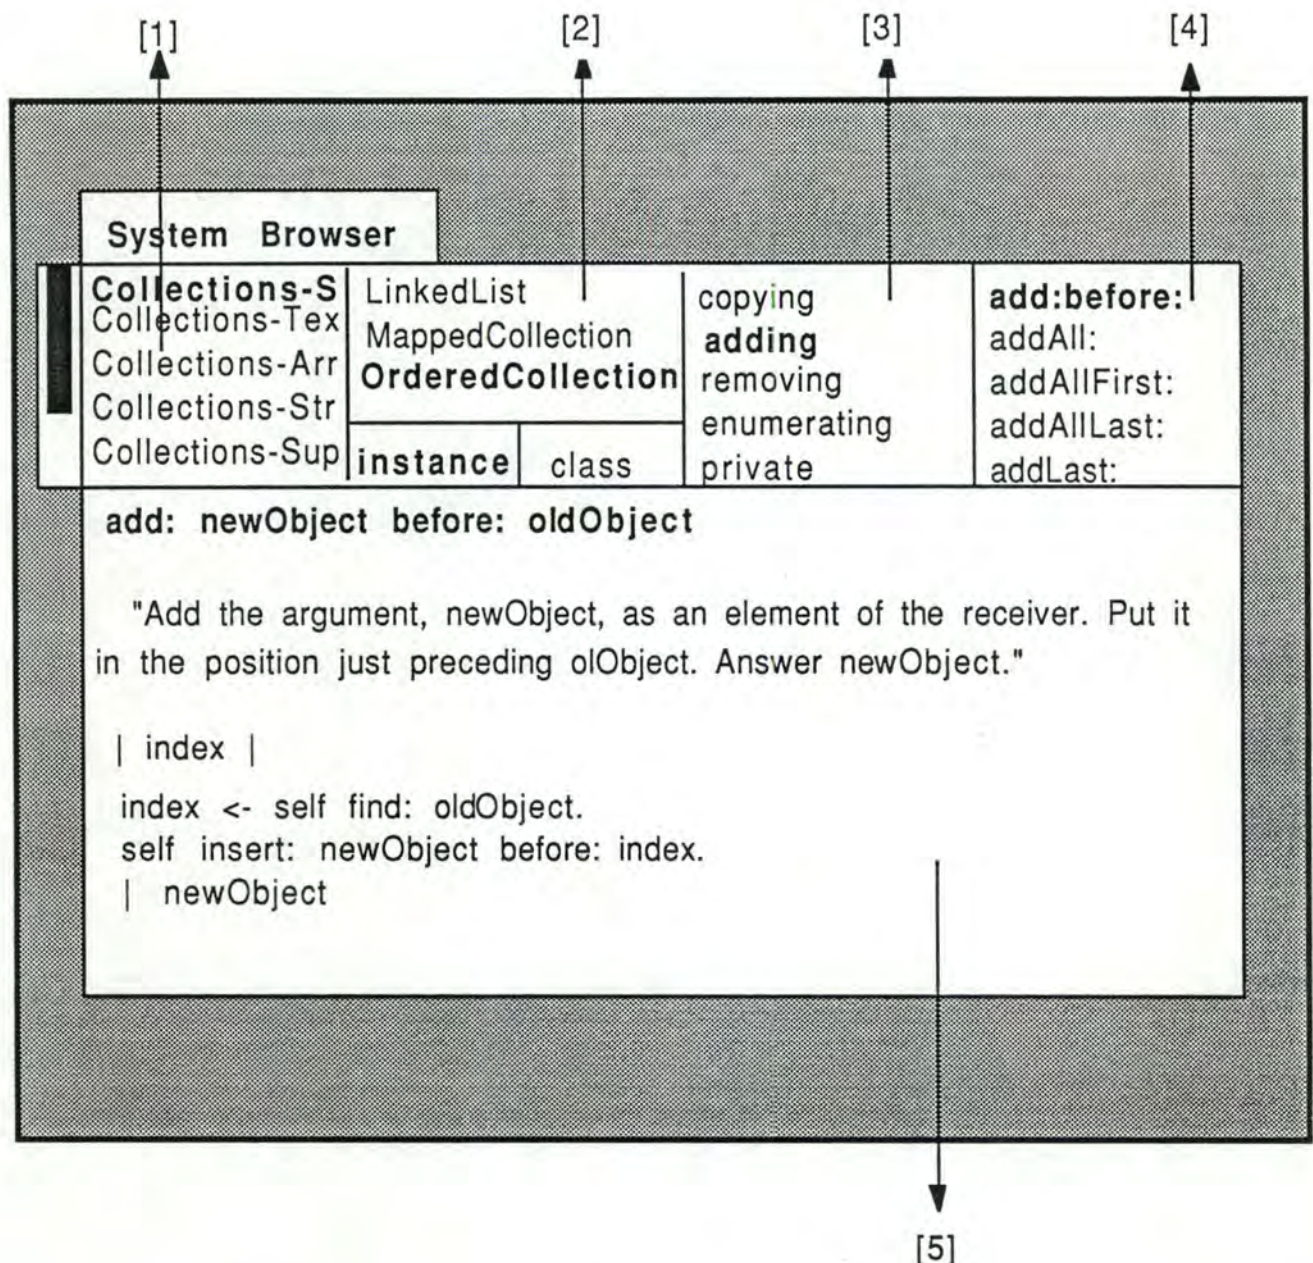 [1] [2] [3] [4]
System Browser
Collections-S
Collections-Tex
Collections-Arr
Collections-Str
Collections-Sup
LinkedList
MappedCollection
OrderedCollection
instance class
copying
adding
removing
enumerating
private
add:before:
addAll:
addAllFirst:
addAllLast:
addLast:
add: newObject before: oldObject
"Add the argument, newObject, as an element of the receiver. Put it
in the position just preceding olObject. Answer newObject."
| index |
index <- self find: oldObject.
self insert: newObject before: index.
| newObject
[5]